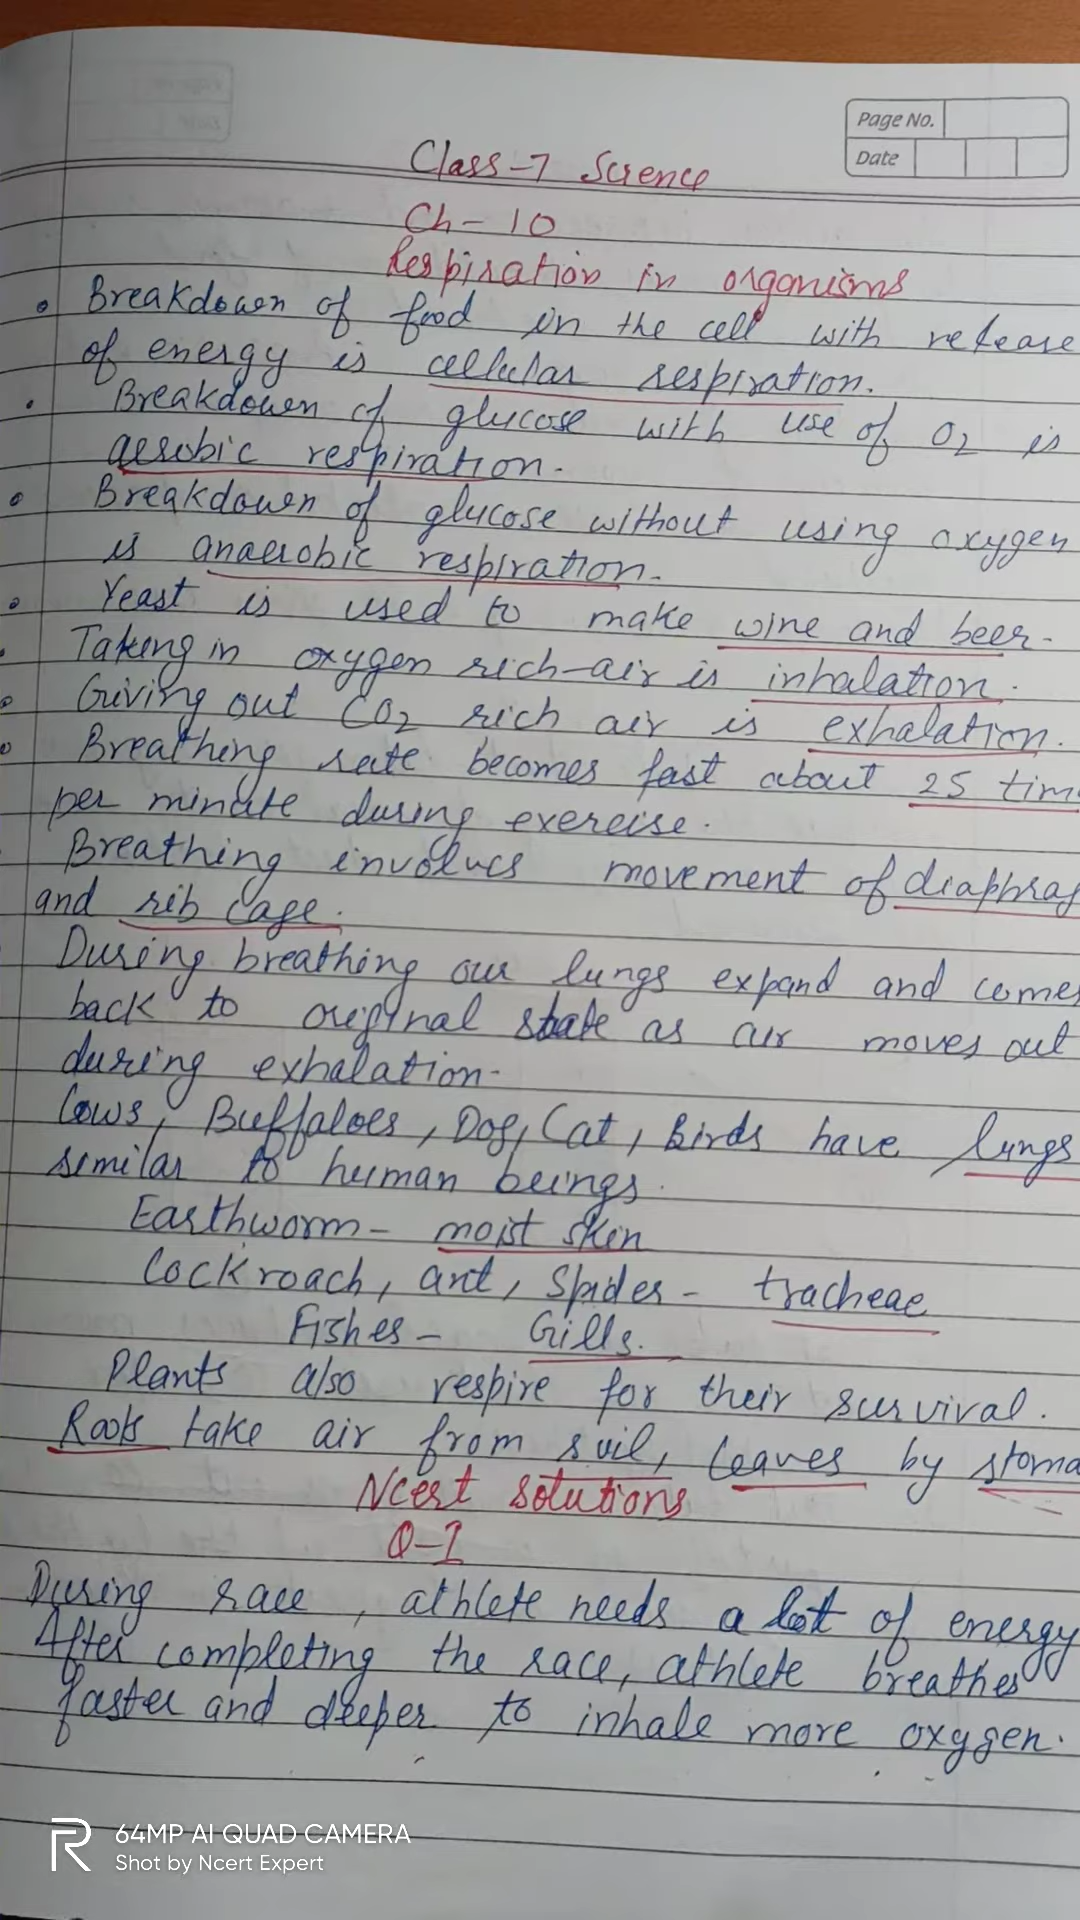 Page No.
Date
Class-7 Science
Ch-10
Respiration in organisms
Breakdown of food in the cell with release
of energy is cellular respiration.
Breakdown of glucose with use of O2 is
aerobic respiration.
Breakdown of glucose without using oxygen
is anaerobic respiration.
Yeast is used to make wine and beer.
Taking in oxygen rich-air is inhalation.
Giving out CO2 rich air is exhalation.
Breathing rate becomes fast about 25 tim
per minute during exercise.
Breathing involves movement of diaphrag
and rib cage.
During breathing our lungs expand and comes
back to original state as air moves out
during exhalation.
Cows, Buffaloes, Dog, Cat, Birds have lungs
similar to human beings.
Earthworm - moist skin
Cockroach, ant, Spider - tracheae
Fishes - Gills.
Plants also respire for their survival.
Roots take air from soil, leaves by stoma
Ncert solutions
Q-1
During race, athlete needs a lot of energy
After completing the race, athlete breathes
faster and deeper to inhale more oxygen.
64MP AI QUAD CAMERA
Shot by Ncert Expert